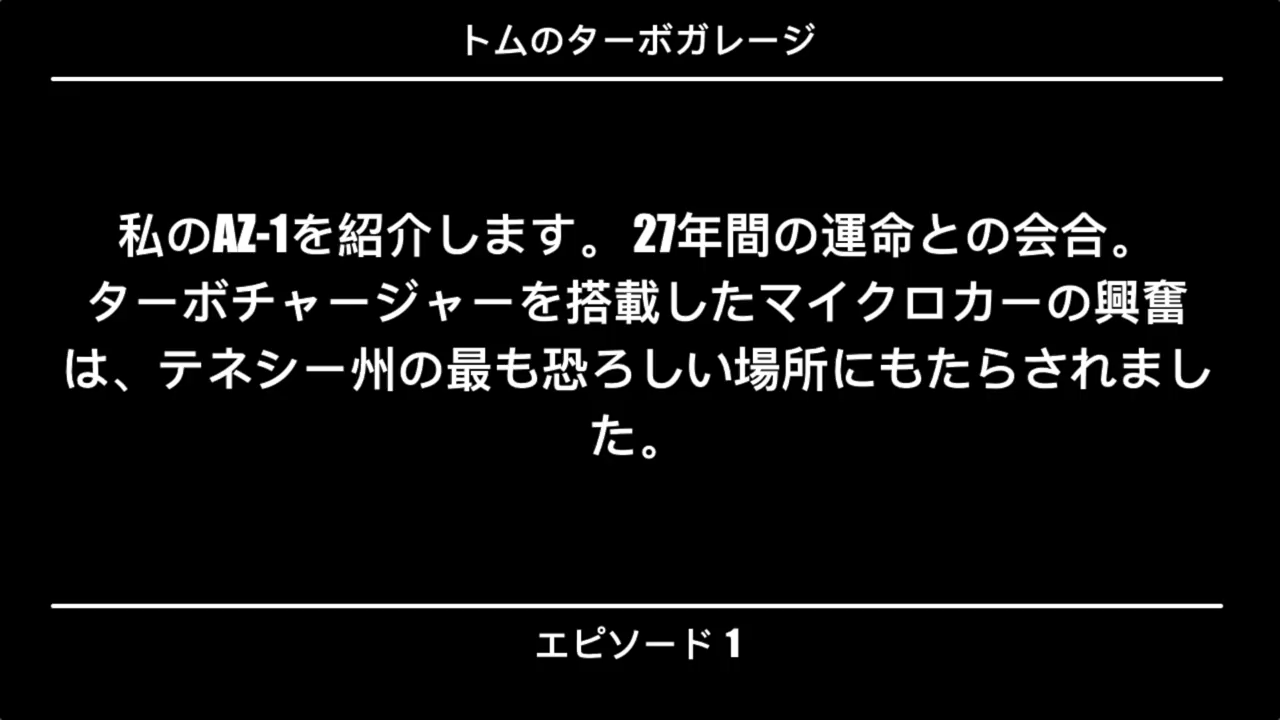 トムのターボガレージ
私のAZ-1を紹介します。27年間の運命との会合。
ターボチャージャーを搭載したマイクロカーの興奮
は、テネシー州の最も恐ろしい場所にもたらされまし
た。
エピソード 1